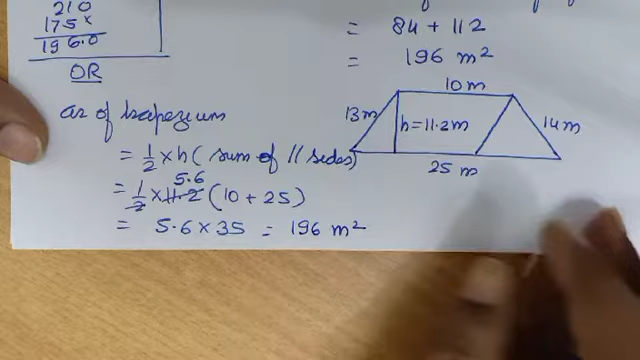 210
175×
196.0
= 84 + 112
= 196 m²
OR
ar of trapezium
= 1/2 × h ( sum of || sides)
= 1/2 × 11.2 (10 + 25)
5.6
= 5.6 × 35 = 196 m²
10 m
13 m
h = 11.2 m
14 m
25 m